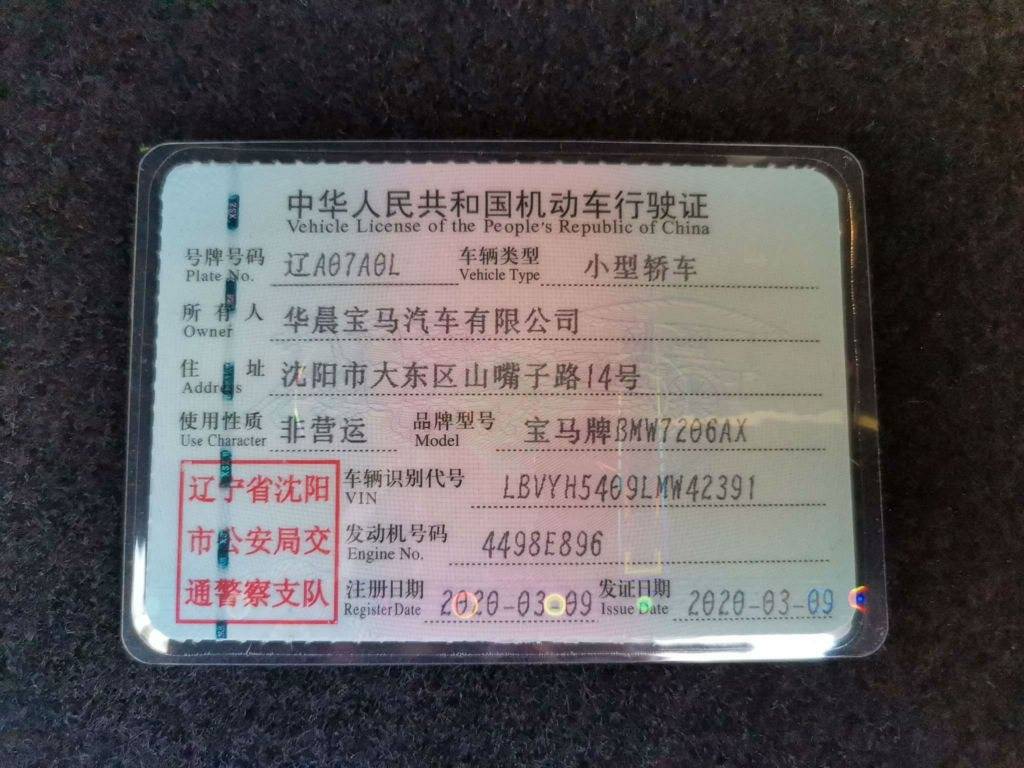 中华人民共和国机动车行驶证
Vehicle License of the People's Republic of China
号牌号码 辽A07A0L 车辆类型 小型轿车
Plate No. Vehicle Type
所有人 华晨宝马汽车有限公司
Owner
住址 沈阳市大东区山嘴子路14号
Address
使用性质 非营运 品牌型号 宝马牌BMW7206AX
Use Character Model
辽宁省沈阳
市公安局交
通警察支队
车辆识别代号 LBVYH5409LMW42391
VIN
发动机号码 4498E896
Engine No.
注册日期 2020-03-09 发证日期 2020-03-09
Register Date Issue Date